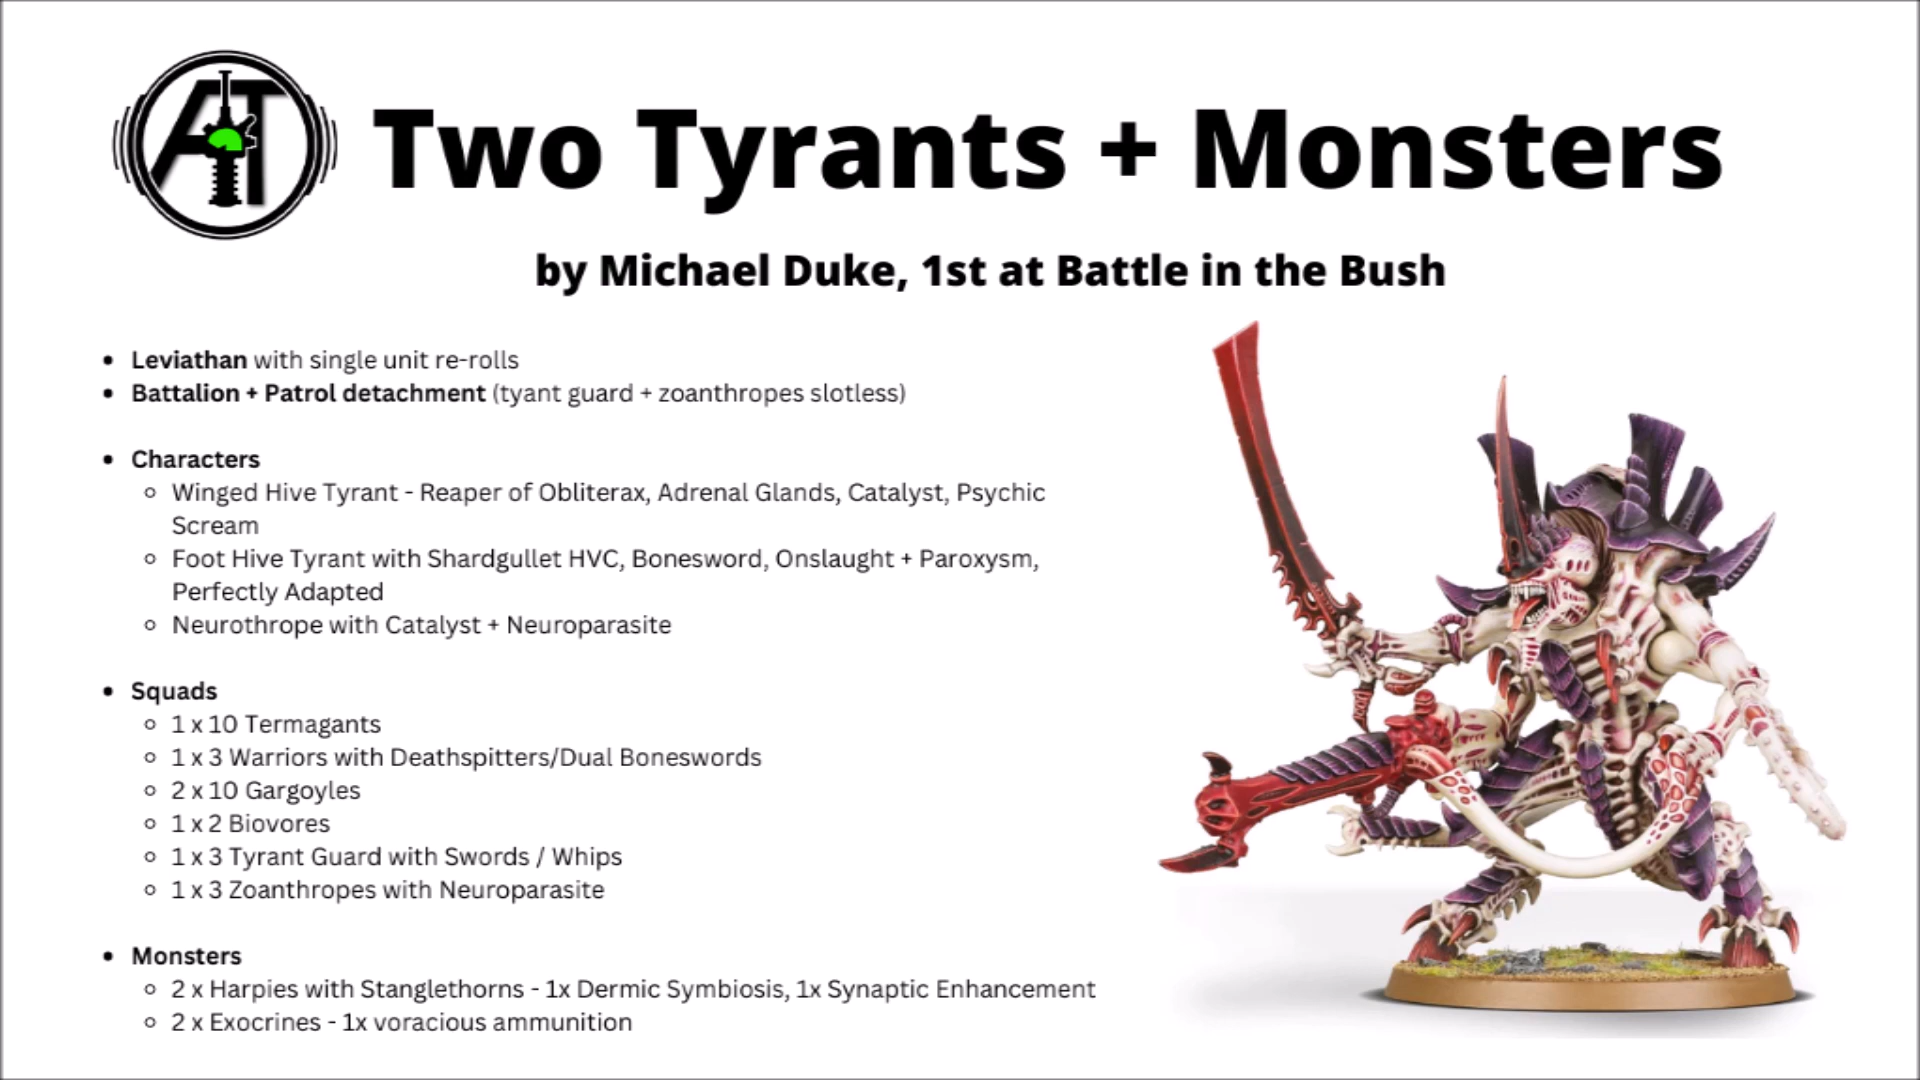 AT
Two Tyrants + Monsters
by Michael Duke, 1st at Battle in the Bush
• Leviathan with single unit re-rolls
• Battalion + Patrol detachment (tyant guard + zoanthropes slotless)
• Characters
◦ Winged Hive Tyrant - Reaper of Obliterax, Adrenal Glands, Catalyst, Psychic
Scream
◦ Foot Hive Tyrant with Shardgullet HVC, Bonesword, Onslaught + Paroxysm,
Perfectly Adapted
◦ Neurothrope with Catalyst + Neuroparasite
• Squads
◦ 1 x 10 Termagants
◦ 1 x 3 Warriors with Deathspitters/Dual Boneswords
◦ 2 x 10 Gargoyles
◦ 1 x 2 Biovores
◦ 1 x 3 Tyrant Guard with Swords / Whips
◦ 1 x 3 Zoanthropes with Neuroparasite
• Monsters
◦ 2 x Harpies with Stanglethorns - 1x Dermic Symbiosis, 1x Synaptic Enhancement
◦ 2 x Exocrines - 1x voracious ammunition